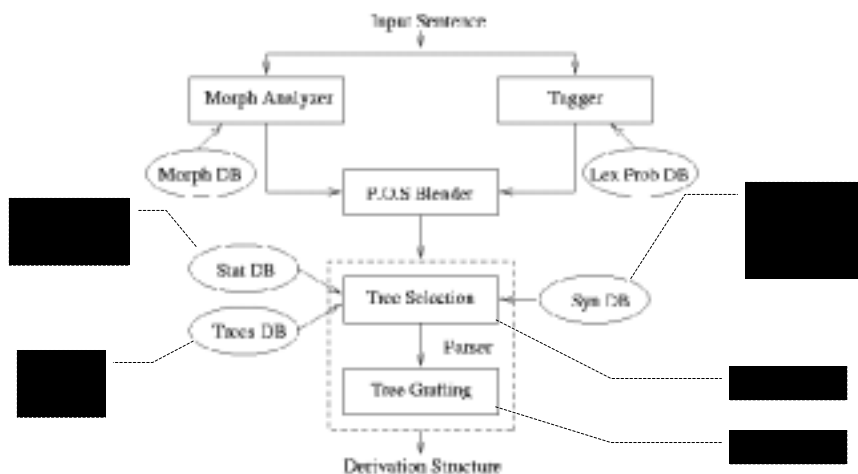 Input Sentence
Morph Analyzer
Tagger
Morph DB
Lex Prob DB
P.O.S Blender
Stat DB
Tree Selection
Syn DB
Trees DB
Parser
Tree Grafting
Derivation Structure